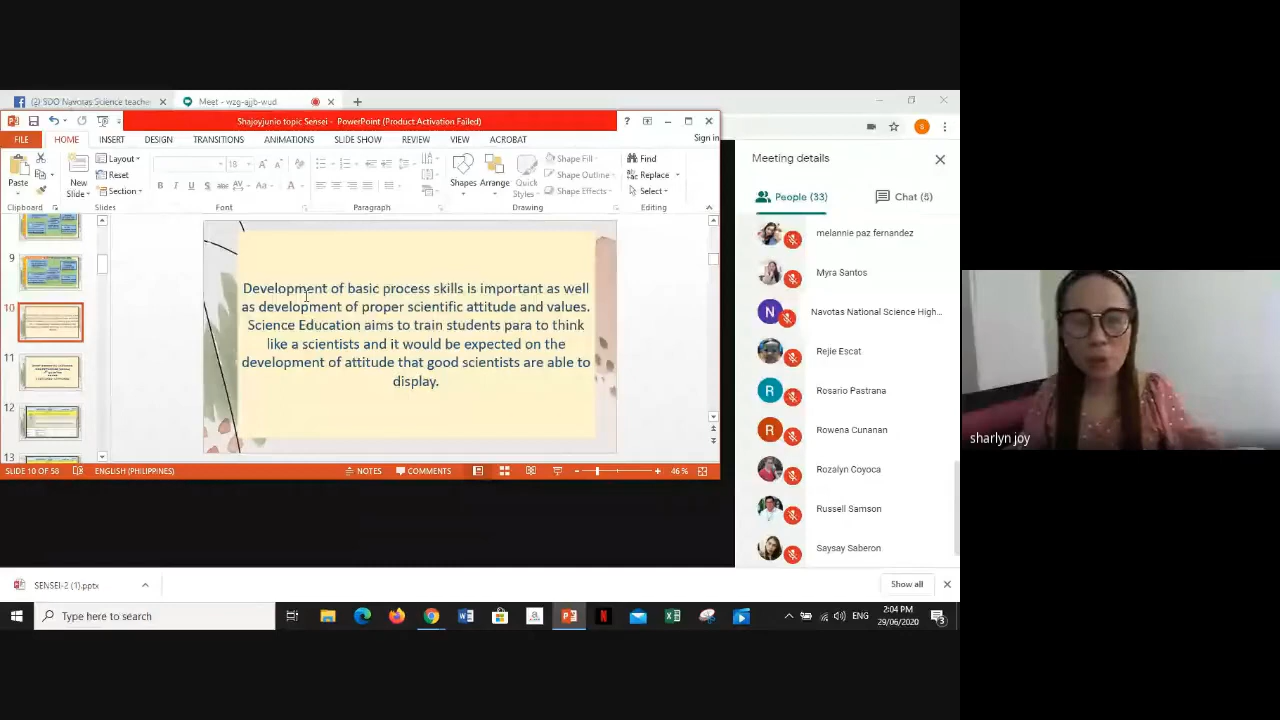 (2) SDO Navotas Science teache
Meet - wzg-ajjb-wud
Shajoyjunio topic Sensei - PowerPoint (Product Activation Failed)
FILE HOME INSERT DESIGN TRANSITIONS ANIMATIONS SLIDE SHOW REVIEW VIEW ACROBAT Sign in
Paste
Clipboard
New Slide
Layout
Reset
Section
Slides
18
Font
Paragraph
Shapes
Arrange
Quick Styles
Shape Fill
Shape Outline
Shape Effects
Drawing
Find
Replace
Select
Editing
9
10
11
12
13
Development of basic process skills is important as well
as development of proper scientific attitude and values.
Science Education aims to train students para to think
like a scientists and it would be expected on the
development of attitude that good scientists are able to
display.
SLIDE 10 OF 58 ENGLISH (PHILIPPINES) NOTES COMMENTS 46 %
Meeting details
People (33)
Chat (5)
melannie paz fernandez
Myra Santos
Navotas National Science High...
Rejie Escat
Rosario Pastrana
Rowena Cunanan
Rozalyn Coyoca
Russell Samson
Saysay Saberon
sharlyn joy
SENSEI-2 (1).pptx
Show all
Type here to search
ENG
2:04 PM
29/06/2020